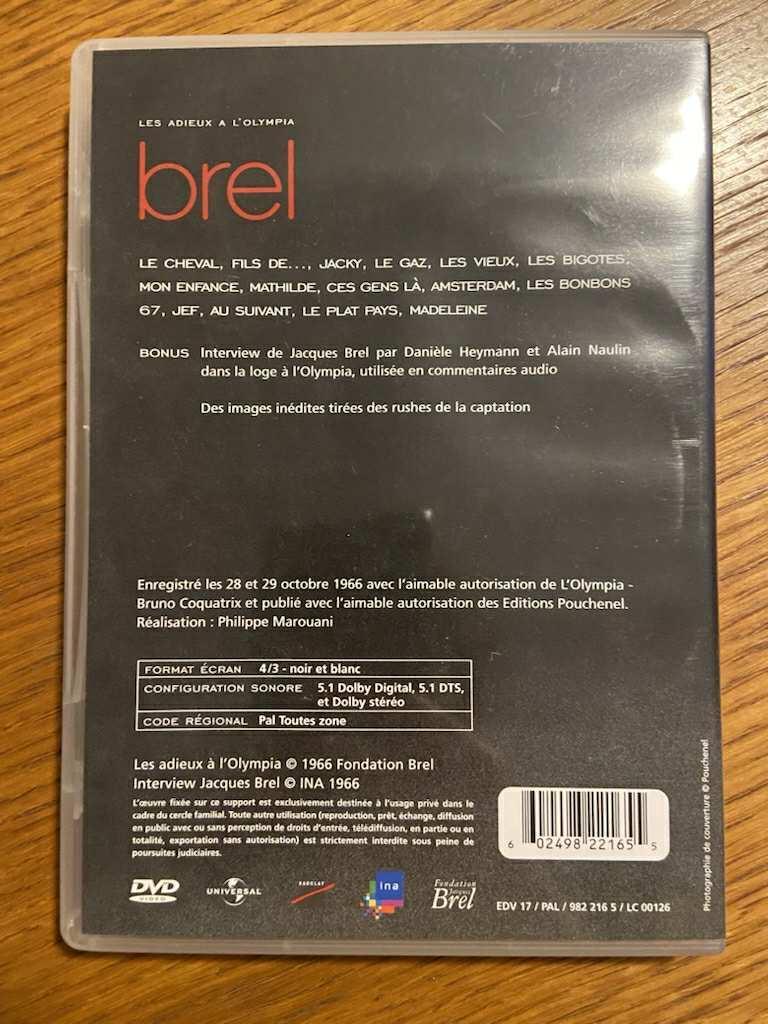 LES ADIEUX A L'OLYMPIA
brel
LE CHEVAL, FILS DE..., JACKY, LE GAZ, LES VIEUX, LES BIGOTES,
MON ENFANCE, MATHILDE, CES GENS LÀ, AMSTERDAM, LES BONBONS
67, JEF, AU SUIVANT, LE PLAT PAYS, MADELEINE
BONUS Interview de Jacques Brel par Danièle Heymann et Alain Naulin
dans la loge à l'Olympia, utilisée en commentaires audio
Des images inédites tirées des rushes de la captation
Enregistré les 28 et 29 octobre 1966 avec l'aimable autorisation de L'Olympia -
Bruno Coquatrix et publié avec l'aimable autorisation des Editions Pouchenel.
Réalisation : Philippe Marouani
FORMAT ÉCRAN 4/3 - noir et blanc
CONFIGURATION SONORE 5.1 Dolby Digital, 5.1 DTS,
et Dolby stéréo
CODE RÉGIONAL Pal Toutes zone
Les adieux à l'Olympia © 1966 Fondation Brel
Interview Jacques Brel © INA 1966
L'œuvre fixée sur ce support est exclusivement destinée à l'usage privé dans le
cadre du cercle familial. Toute autre utilisation (reproduction, prêt, échange, diffusion
en public avec ou sans perception de droits d'entrée, télédiffusion, en partie ou en
totalité, exportation sans autorisation) est strictement interdite sous peine de
poursuites judiciaires.
6 02498 22165 5
DVD VIDEO
UNIVERSAL
BARCLAY
ina
Fondation
Jacques
Brel
EDV 17 / PAL / 982 216 5 / LC 00126
Photographie de couverture © Pouchenel